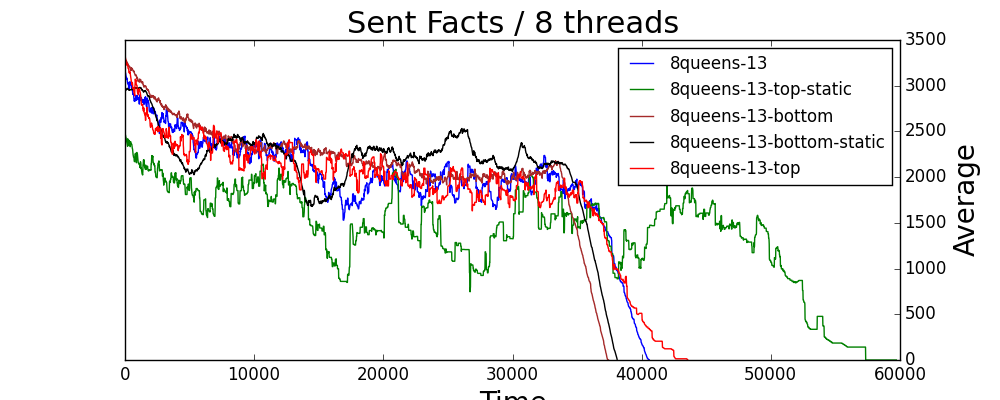 Sent Facts / 8 threads
8queens-13
8queens-13-top-static
8queens-13-bottom
8queens-13-bottom-static
8queens-13-top
3500
3000
2500
2000
1500
1000
500
0
Average
0 10000 20000 30000 40000 50000 60000
Time